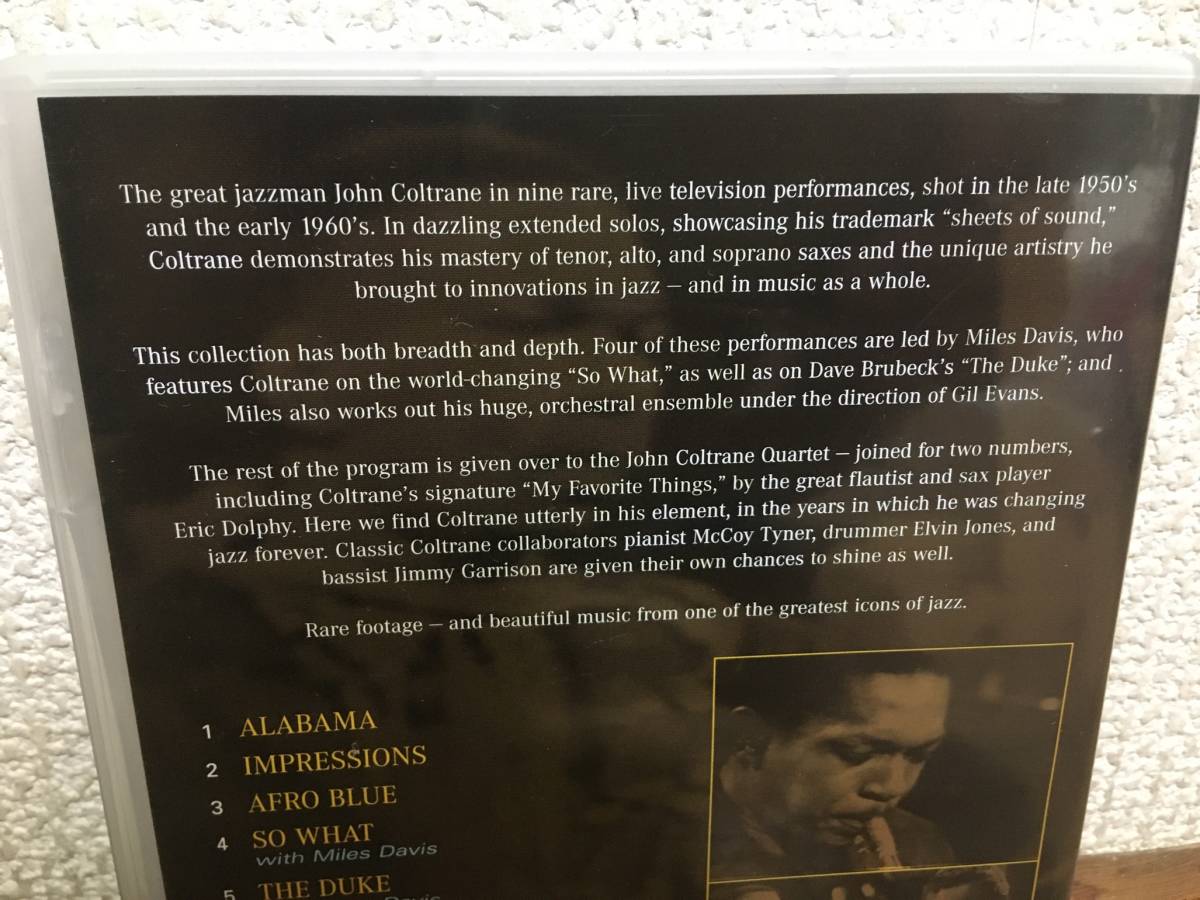 The great jazzman John Coltrane in nine rare, live television performances, shot in the late 1950's
and the early 1960's. In dazzling extended solos, showcasing his trademark “sheets of sound,”
Coltrane demonstrates his mastery of tenor, alto, and soprano saxes and the unique artistry he
brought to innovations in jazz – and in music as a whole.
This collection has both breadth and depth. Four of these performances are led by Miles Davis, who
features Coltrane on the world-changing “So What,” as well as on Dave Brubeck's “The Duke”; and
Miles also works out his huge, orchestral ensemble under the direction of Gil Evans.
The rest of the program is given over to the John Coltrane Quartet – joined for two numbers,
including Coltrane's signature “My Favorite Things,” by the great flautist and sax player
Eric Dolphy. Here we find Coltrane utterly in his element, in the years in which he was changing
jazz forever. Classic Coltrane collaborators pianist McCoy Tyner, drummer Elvin Jones, and
bassist Jimmy Garrison are given their own chances to shine as well.
Rare footage – and beautiful music from one of the greatest icons of jazz.
1 ALABAMA
2 IMPRESSIONS
3 AFRO BLUE
4 SO WHAT
with Miles Davis
5 THE DUKE